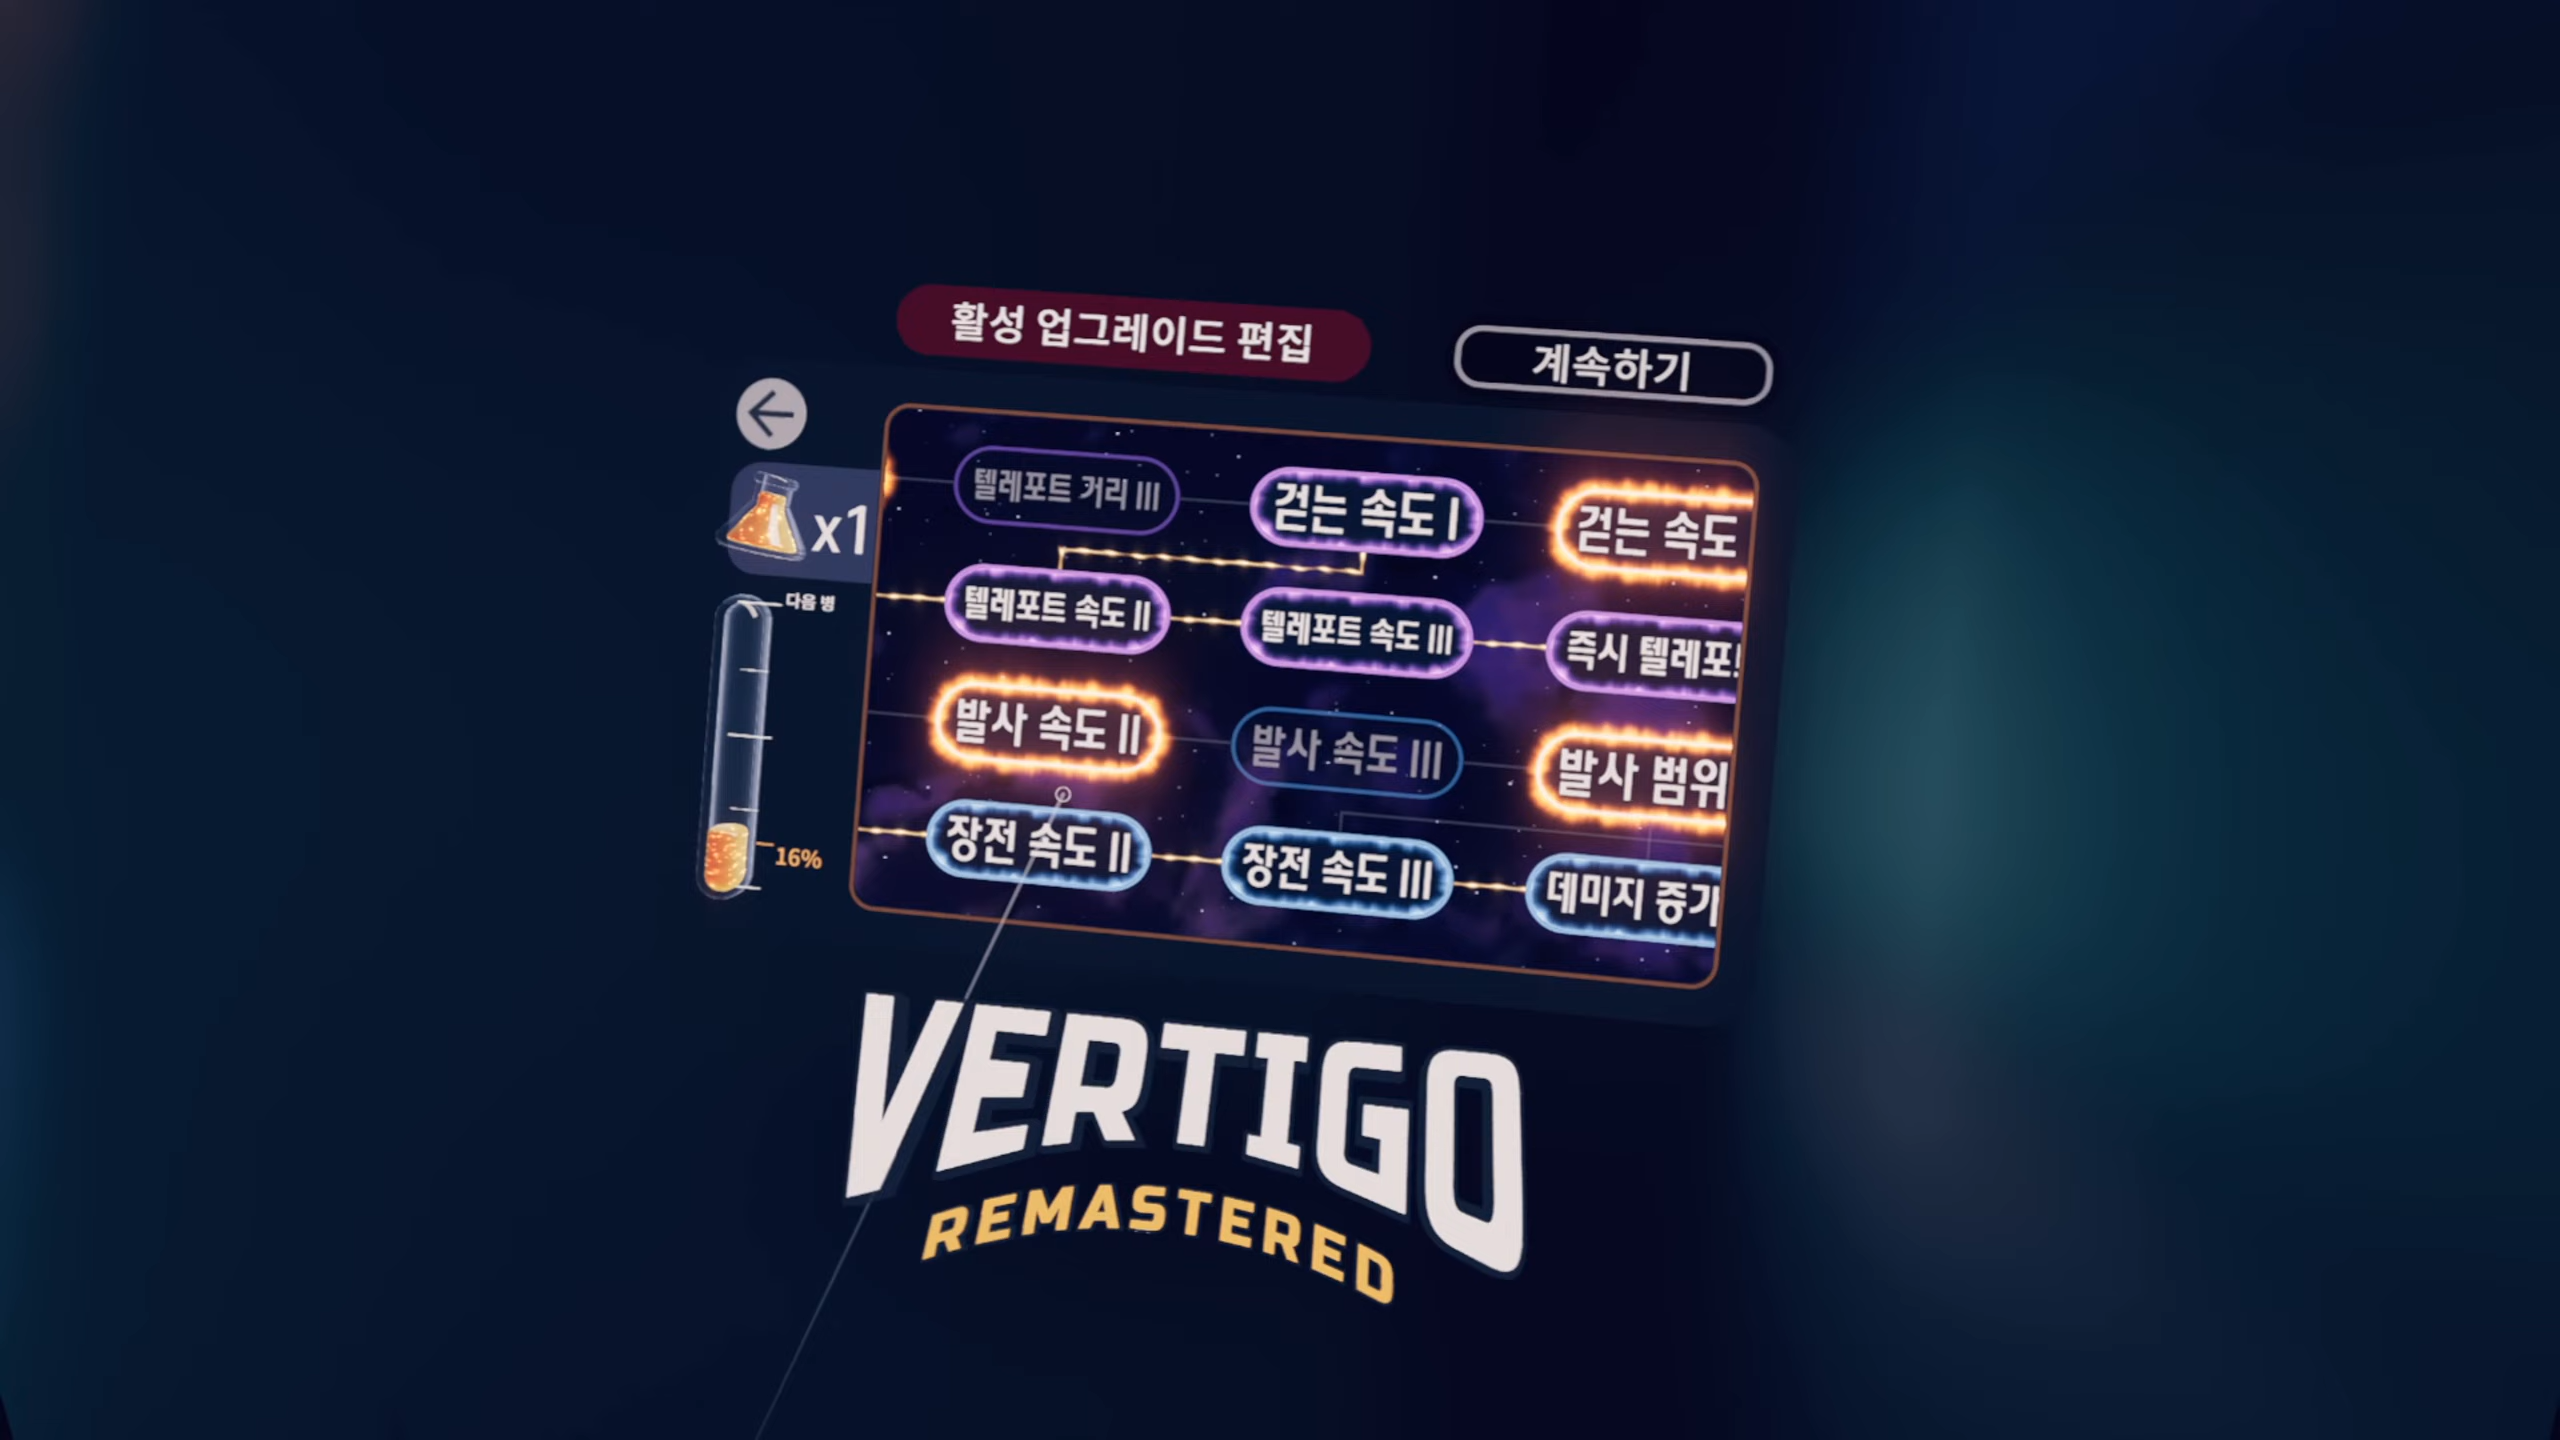 활성 업그레이드 편집
계속하기
x1
다음 병
16%
텔레포트 커리 III
걷는 속도 I
걷는 속도
텔레포트 속도 II
텔레포트 속도 III
즉시 텔레포
발사 속도 II
발사 속도 III
발사 범위
장전 속도 II
장전 속도 III
데미지 증가
VERTIGO
REMASTERED